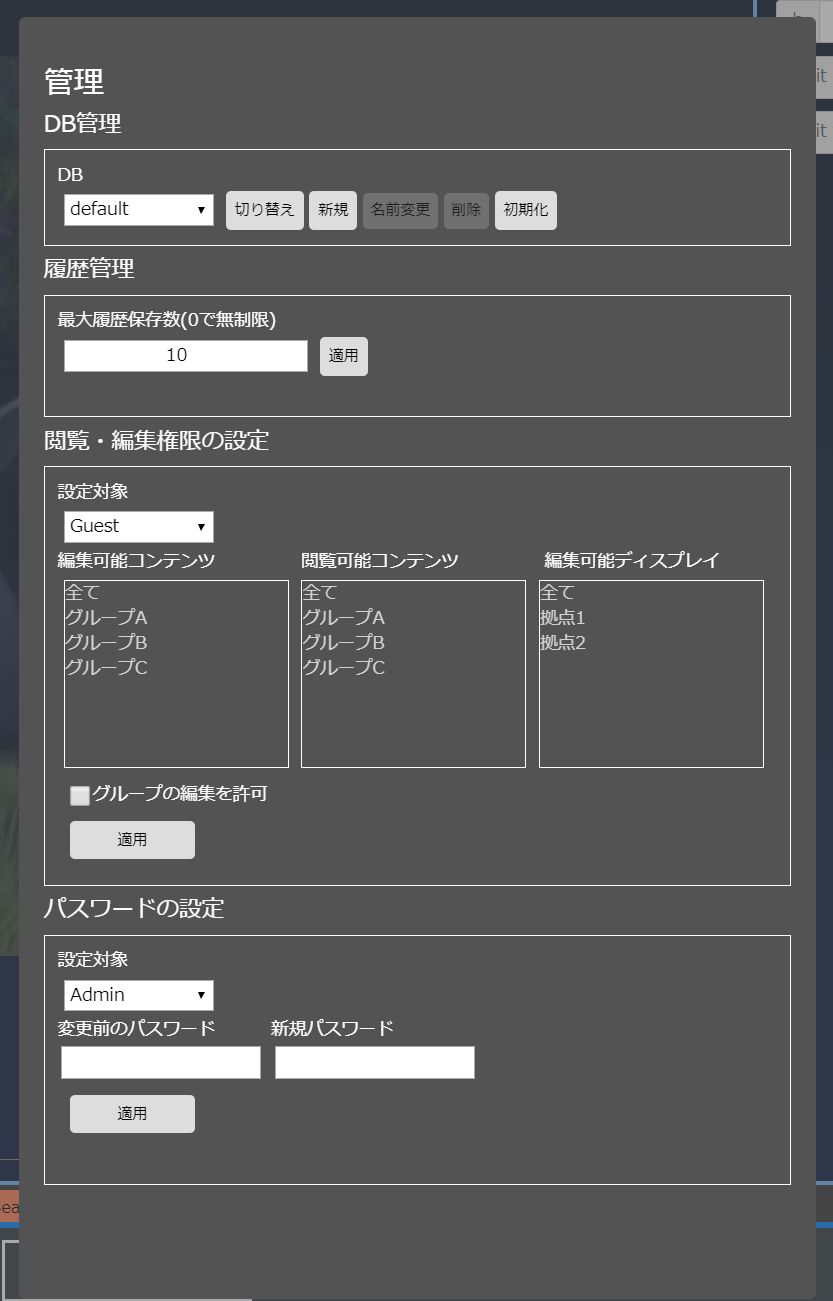 管理
DB管理
DB
default
切り替え 新規 名前変更 削除 初期化
履歴管理
最大履歴保存数(0で無制限)
10
適用
閲覧・編集権限の設定
設定対象
Guest
編集可能コンテンツ 閲覧可能コンテンツ 編集可能ディスプレイ
全て 全て 全て
グループA グループA 拠点1
グループB グループB 拠点2
グループC グループC
グループの編集を許可
適用
パスワードの設定
設定対象
Admin
変更前のパスワード 新規パスワード
適用